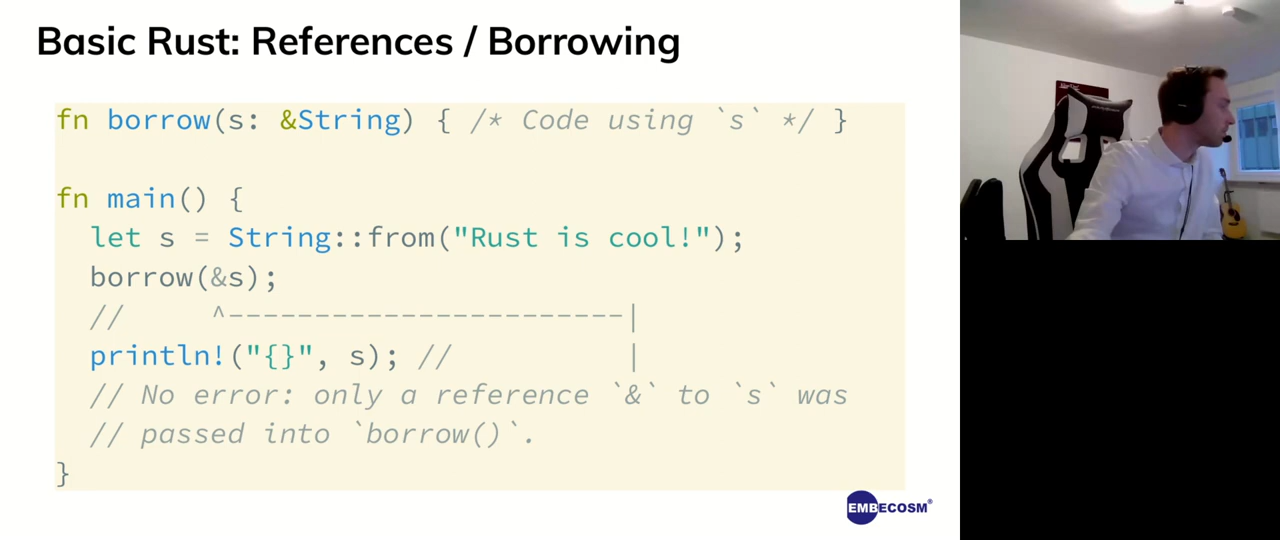 Basic Rust: References / Borrowing
fn borrow(s: &String) { /* Code using `s` */ }
fn main() {
let s = String::from("Rust is cool!");
borrow(&s);
// ^-----------------------|
println!("{}", s); // |
// No error: only a reference `&` to `s` was
// passed into `borrow()`.
}
EMBECOSM®